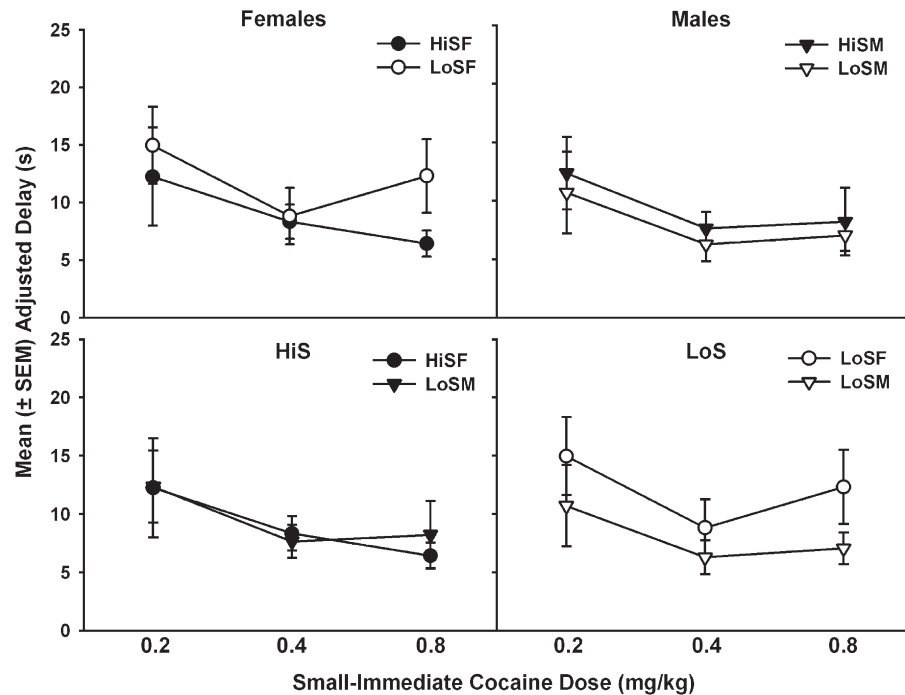 Females
Males
25
HiSF
LoSF
HiSM
LoSM
20
15
10
5
0
Mean (± SEM) Adjusted Delay (s)
HiS
LoS
25
HiSF
LoSM
LoSF
LoSM
20
15
10
5
0
0.2 0.4 0.8 0.2 0.4 0.8
Small-Immediate Cocaine Dose (mg/kg)